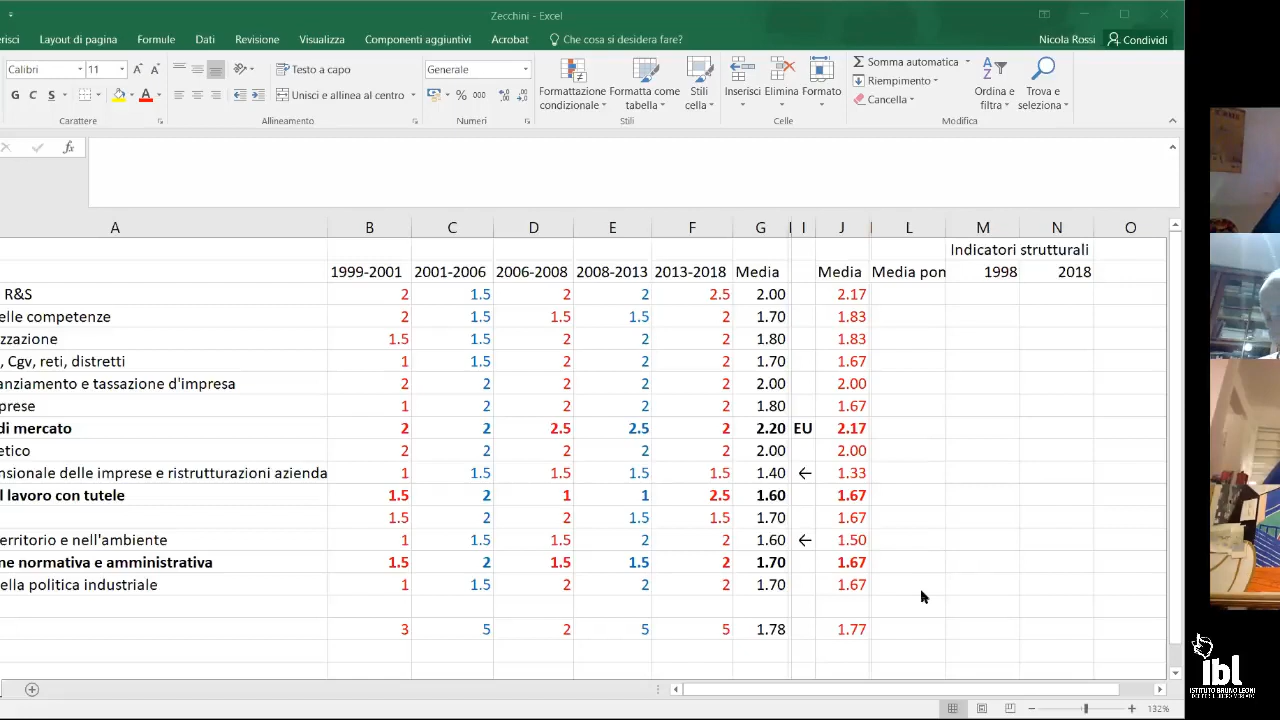 Zecchini - Excel
erisci Layout di pagina Formule Dati Revisione Visualizza Componenti aggiuntivi Acrobat Che cosa si desidera fare? Nicola Rossi Condividi
Calibri 11 A A Testo a capo Generale Somma automatica
Riempimento
G C S Unisci e allinea al centro % 000 Cancella
Formattazione condizionale Formatta come tabella Stili cella Inserisci Elimina Formato Ordina e filtra Trova e seleziona
Carattere Allineamento Numeri Stili Celle Modifica
fx
A B C D E F G I J L M N O
Indicatori strutturali
1999-2001 2001-2006 2006-2008 2008-2013 2013-2018 Media Media Media pon 1998 2018
R&S 2 1.5 2 2 2.5 2.00 2.17
elle competenze 2 1.5 1.5 1.5 2 1.70 1.83
zzazione 1.5 1.5 2 2 2 1.80 1.83
, Cgv, reti, distretti 1 1.5 2 2 2 1.70 1.67
anziamento e tassazione d'impresa 2 2 2 2 2 2.00 2.00
prese 1 2 2 2 2 1.80 1.67
di mercato 2 2 2.5 2.5 2 2.20 EU 2.17
etico 2 2 2 2 2 2.00 2.00
ensionale delle imprese e ristrutturazioni azienda 1 1.5 1.5 1.5 1.5 1.40 ← 1.33
l lavoro con tutele 1.5 2 1 1 2.5 1.60 1.67
1.5 2 2 1.5 1.5 1.70 1.67
erritorio e nell'ambiente 1 1.5 1.5 2 2 1.60 ← 1.50
ne normativa e amministrativa 1.5 2 1.5 1.5 2 1.70 1.67
ella politica industriale 1 1.5 2 2 2 1.70 1.67
3 5 2 5 5 1.78 1.77
132%
ibl
ISTITUTO BRUNO LEONI